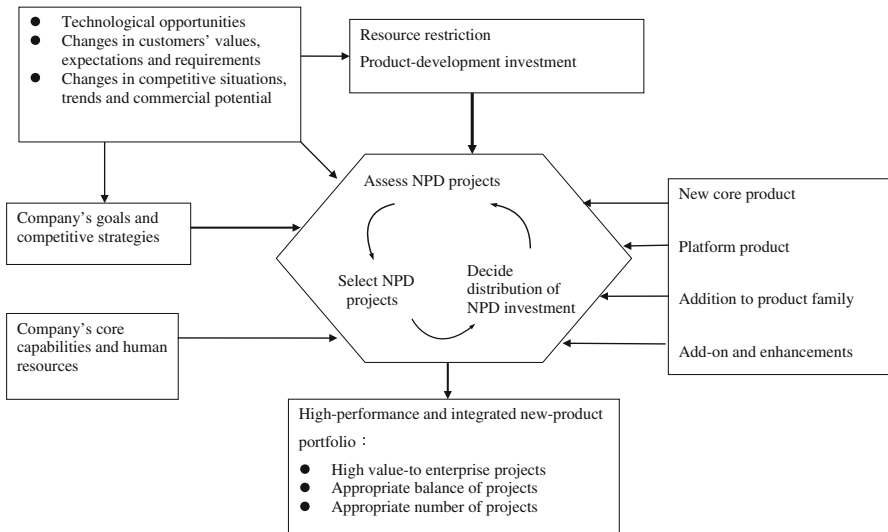 ● Technological opportunities
● Changes in customers’ values,
expectations and requirements
● Changes in competitive situations,
trends and commercial potential
Resource restriction
Product-development investment
Company’s goals and
competitive strategies
Company’s core
capabilities and human
resources
Assess NPD projects
Select NPD
projects
Decide
distribution of
NPD investment
New core product
Platform product
Addition to product family
Add-on and enhancements
High-performance and integrated new-product
portfolio：
● High value-to enterprise projects
● Appropriate balance of projects
● Appropriate number of projects